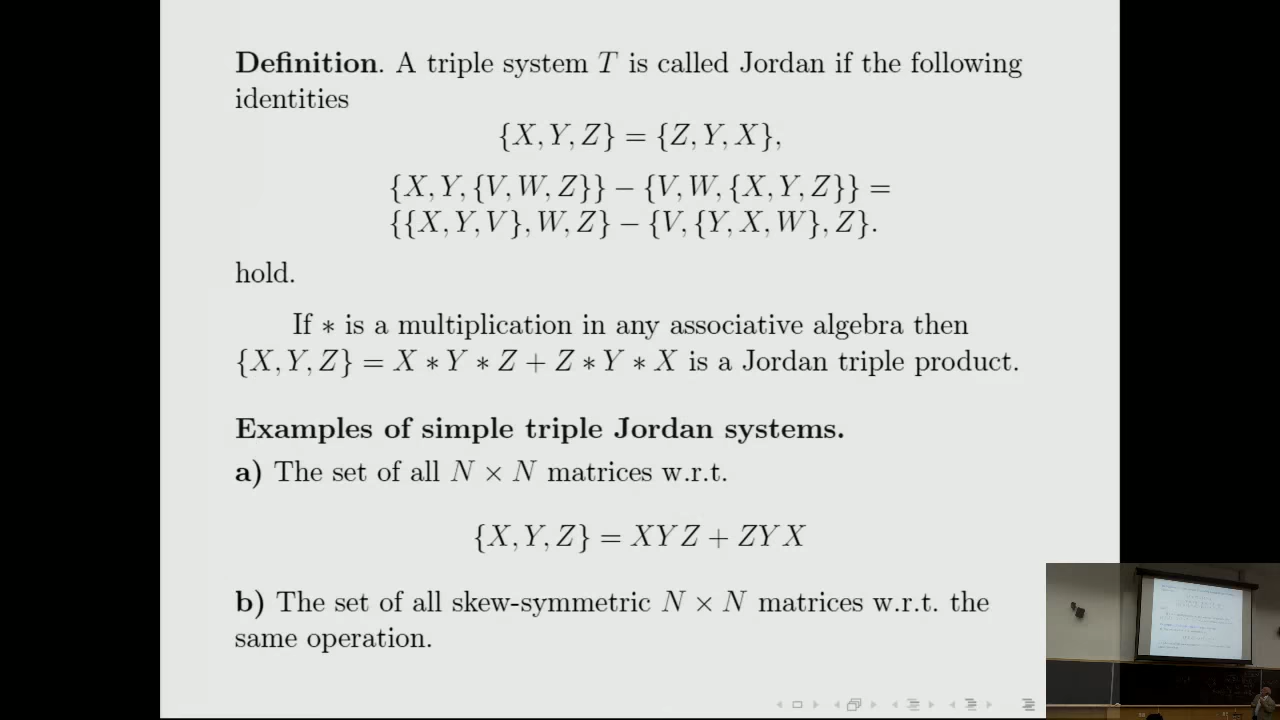 Definition. A triple system T is called Jordan if the following
identities
{X, Y, Z} = {Z, Y, X},
{X, Y, {V, W, Z}} − {V, W, {X, Y, Z}} =
{{X, Y, V}, W, Z} − {V, {Y, X, W}, Z}.
hold.
If ∗ is a multiplication in any associative algebra then
{X, Y, Z} = X ∗ Y ∗ Z + Z ∗ Y ∗ X is a Jordan triple product.
Examples of simple triple Jordan systems.
a) The set of all N × N matrices w.r.t.
{X, Y, Z} = XYZ + ZYX
b) The set of all skew-symmetric N × N matrices w.r.t. the
same operation.